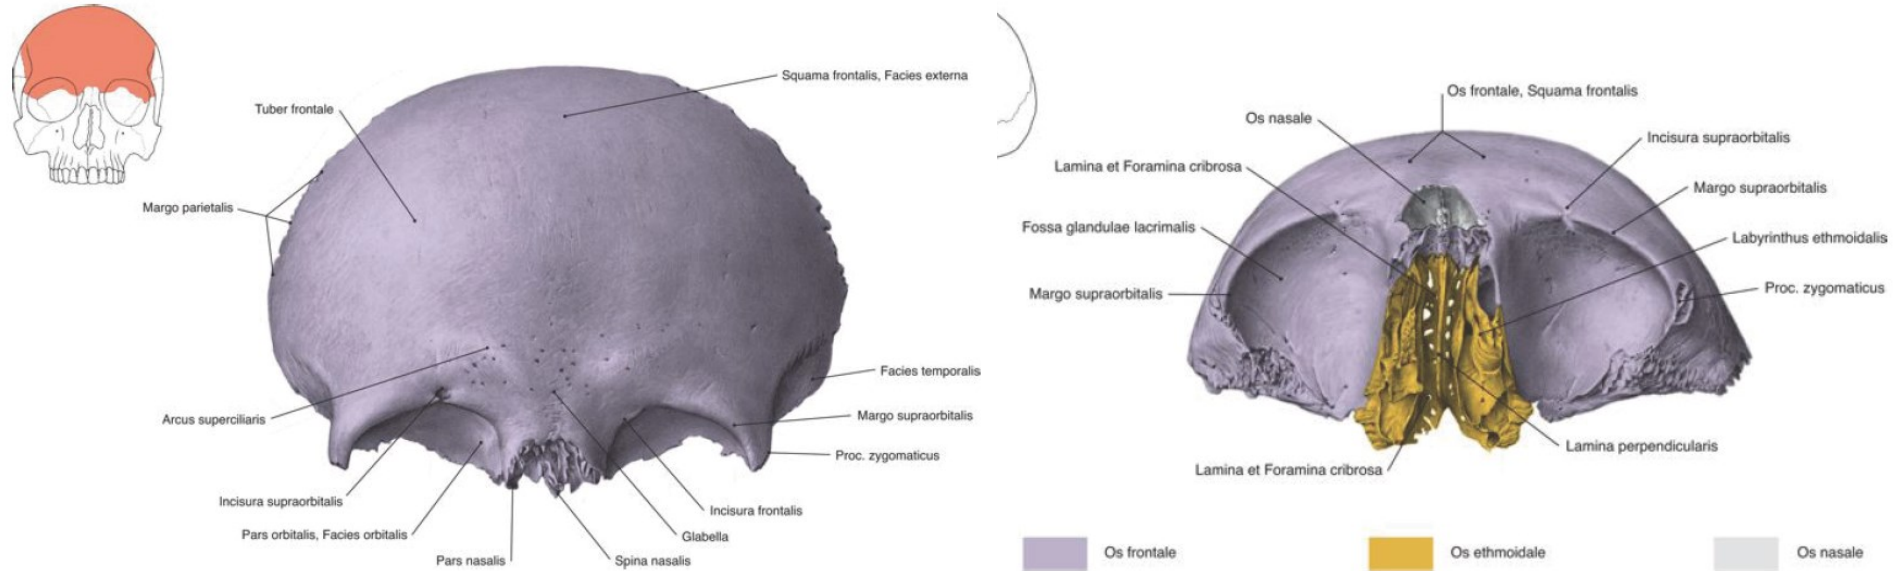 Squama frontalis, Facies externa
Tuber frontale
Margo parietalis
Facies temporalis
Arcus superciliaris
Margo supraorbitalis
Proc. zygomaticus
Incisura supraorbitalis
Incisura frontalis
Pars orbitalis, Facies orbitalis
Glabella
Pars nasalis
Spina nasalis
Os frontale, Squama frontalis
Os nasale
Incisura supraorbitalis
Lamina et Foramina cribrosa
Margo supraorbitalis
Fossa glandulae lacrimalis
Labyrinthus ethmoidalis
Margo supraorbitalis
Proc. zygomaticus
Lamina perpendicularis
Lamina et Foramina cribrosa
Os frontale
Os ethmoidale
Os nasale